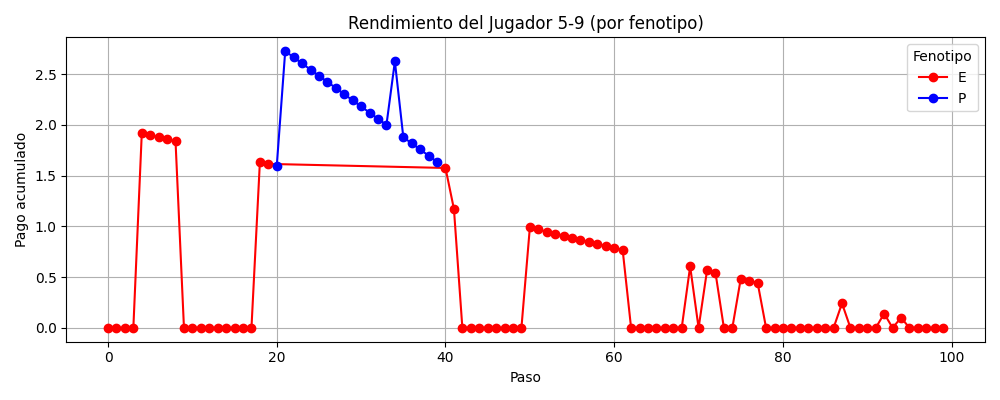 Rendimiento del Jugador 5-9 (por fenotipo)
Pago acumulado
2.5
2.0
1.5
1.0
0.5
0.0
Fenotipo
E
P
0 20 40 60 80 100
Paso